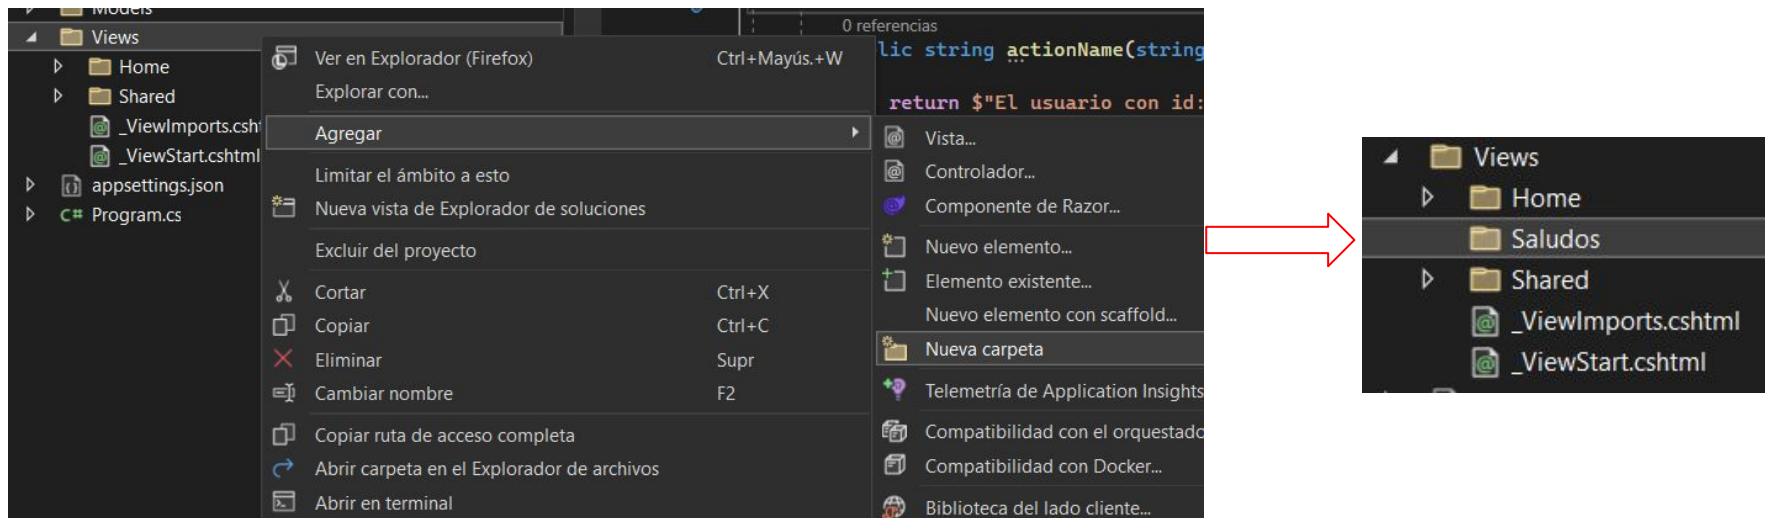 Models
Views
Home
Shared
_ViewImports.csht
_ViewStart.cshtml
appsettings.json
C# Program.cs
Ver en Explorador (Firefox) Ctrl+Mayús.+W
Explorar con...
Agregar
Limitar el ámbito a esto
Nueva vista de Explorador de soluciones
Excluir del proyecto
Cortar Ctrl+X
Copiar Ctrl+C
Eliminar Supr
Cambiar nombre F2
Copiar ruta de acceso completa
Abrir carpeta en el Explorador de archivos
Abrir en terminal
0 referencias
lic string actionName(string
return $"El usuario con id:
Vista...
Controlador...
Componente de Razor...
Nuevo elemento...
Elemento existente...
Nuevo elemento con scaffold...
Nueva carpeta
Telemetría de Application Insights
Compatibilidad con el orquestado
Compatibilidad con Docker...
Biblioteca del lado cliente...
Views
Home
Saludos
Shared
_ViewImports.cshtml
_ViewStart.cshtml